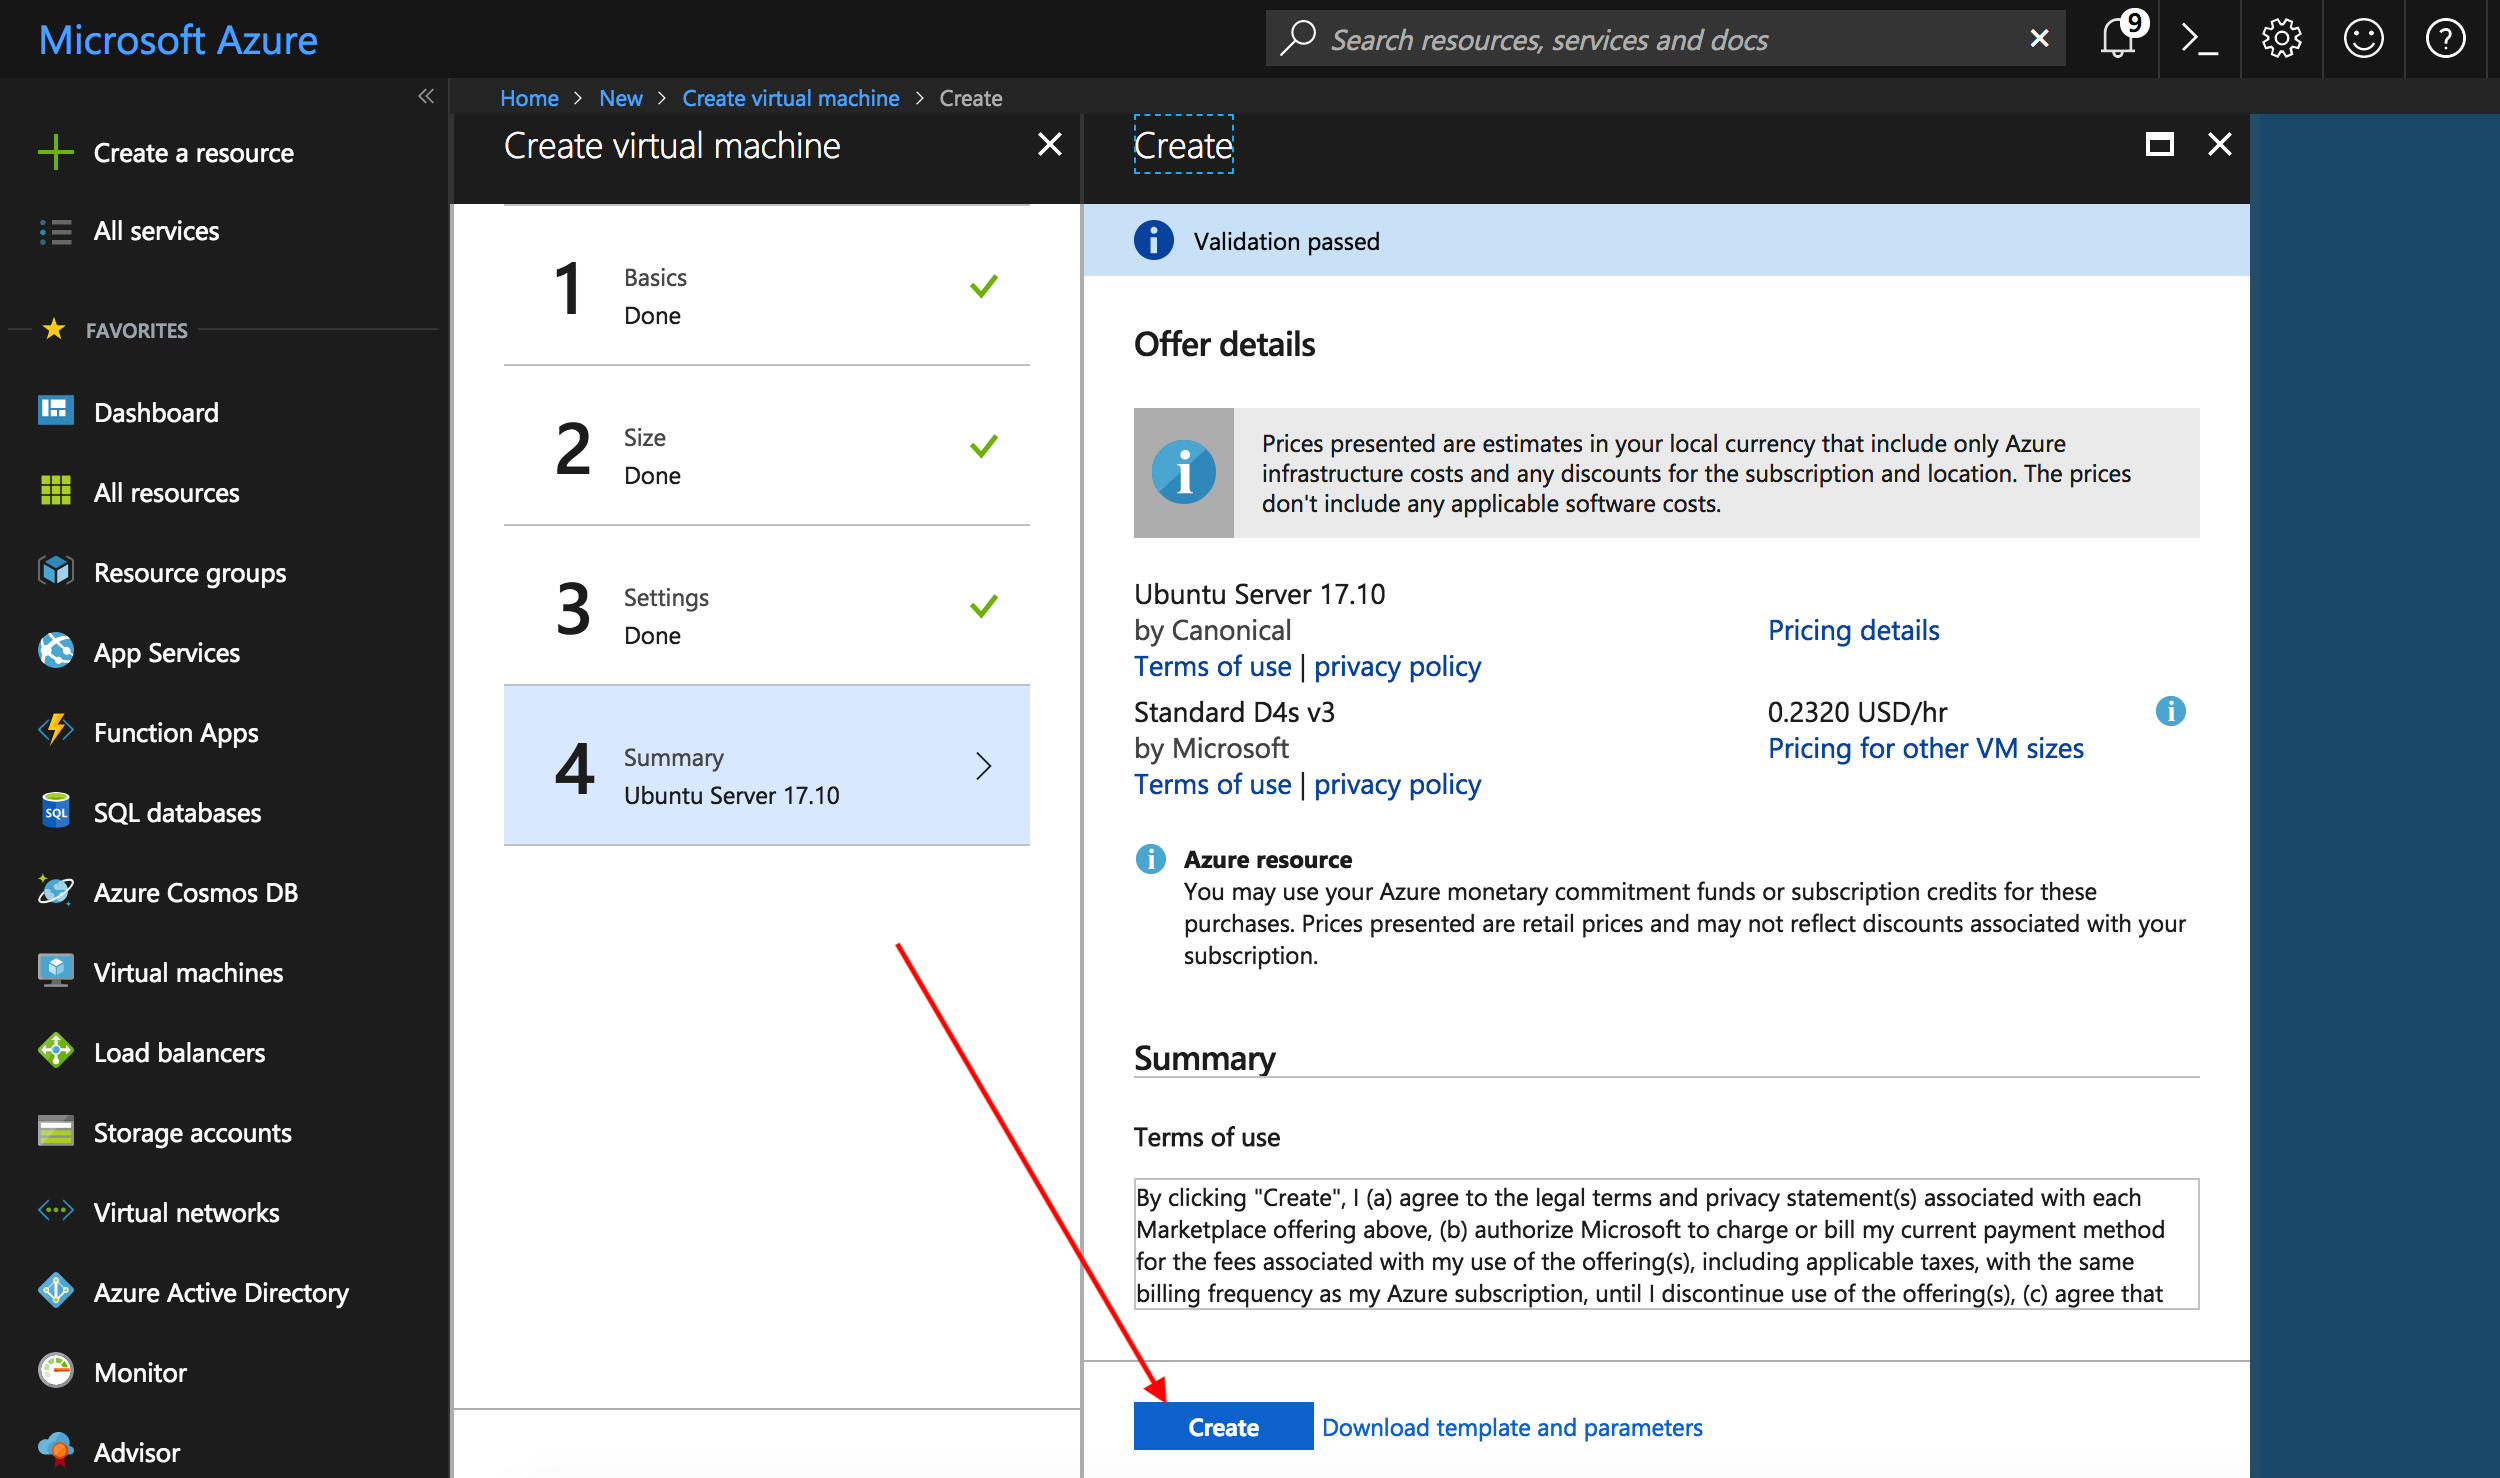 Microsoft Azure
Search resources, services and docs
9
Home > New > Create virtual machine > Create
Create a resource
All services
FAVORITES
Dashboard
All resources
Resource groups
App Services
Function Apps
SQL
SQL databases
Azure Cosmos DB
Virtual machines
Load balancers
Storage accounts
Virtual networks
Azure Active Directory
Monitor
Advisor
Create virtual machine
1
Basics
Done
2
Size
Done
3
Settings
Done
4
Summary
Ubuntu Server 17.10
Create
Validation passed
Offer details
Prices presented are estimates in your local currency that include only Azure
infrastructure costs and any discounts for the subscription and location. The prices
don't include any applicable software costs.
Ubuntu Server 17.10
by Canonical
Pricing details
Terms of use | privacy policy
Standard D4s v3
0.2320 USD/hr
by Microsoft
Pricing for other VM sizes
Terms of use | privacy policy
Azure resource
You may use your Azure monetary commitment funds or subscription credits for these
purchases. Prices presented are retail prices and may not reflect discounts associated with your
subscription.
Summary
Terms of use
By clicking "Create", I (a) agree to the legal terms and privacy statement(s) associated with each
Marketplace offering above, (b) authorize Microsoft to charge or bill my current payment method
for the fees associated with my use of the offering(s), including applicable taxes, with the same
billing frequency as my Azure subscription, until I discontinue use of the offering(s), (c) agree that
Create
Download template and parameters